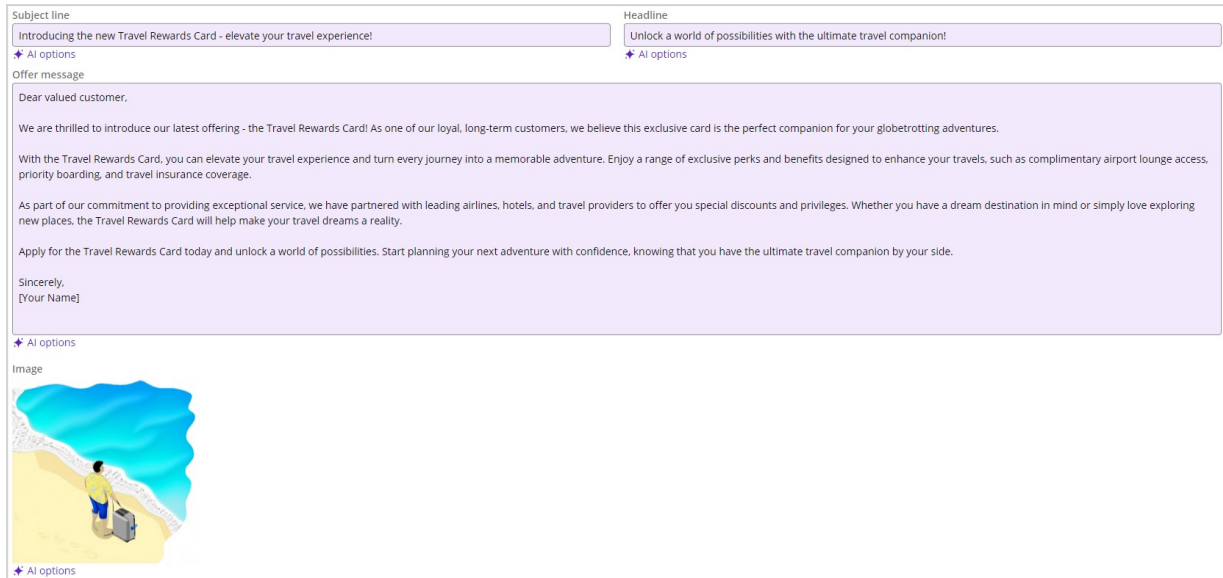 Subject line
Introducing the new Travel Rewards Card - elevate your travel experience!
AI options
Headline
Unlock a world of possibilities with the ultimate travel companion!
AI options
Offer message
Dear valued customer,
We are thrilled to introduce our latest offering - the Travel Rewards Card! As one of our loyal, long-term customers, we believe this exclusive card is the perfect companion for your globetrotting adventures.
With the Travel Rewards Card, you can elevate your travel experience and turn every journey into a memorable adventure. Enjoy a range of exclusive perks and benefits designed to enhance your travels, such as complimentary airport lounge access,
priority boarding, and travel insurance coverage.
As part of our commitment to providing exceptional service, we have partnered with leading airlines, hotels, and travel providers to offer you special discounts and privileges. Whether you have a dream destination in mind or simply love exploring
new places, the Travel Rewards Card will help make your travel dreams a reality.
Apply for the Travel Rewards Card today and unlock a world of possibilities. Start planning your next adventure with confidence, knowing that you have the ultimate travel companion by your side.
Sincerely,
[Your Name]
AI options
Image
AI options